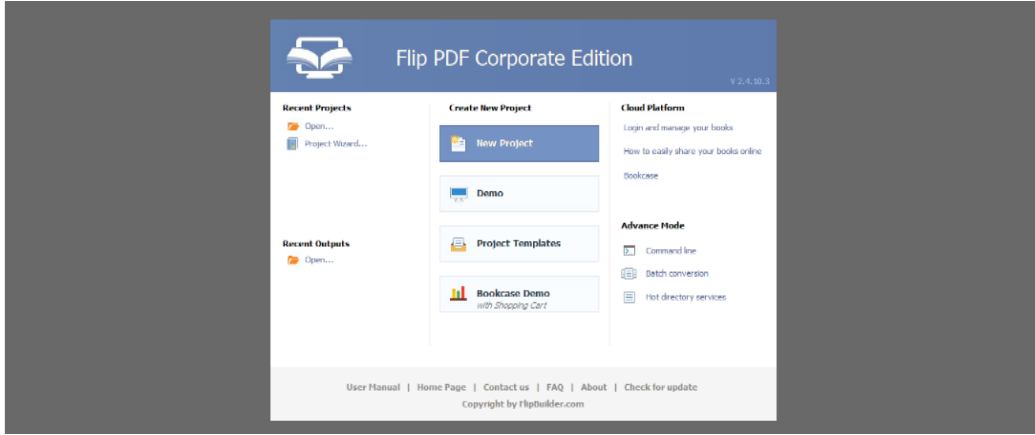 Flip PDF Corporate Edition
V 2.4.10.3
Recent Projects
Open...
Project Wizard...
Recent Outputs
Open...
Create New Project
New Project
Demo
Project Templates
Bookcase Demo
with Shopping Cart
Cloud Platform
Login and manage your books
How to easily share your books online
Bookcase
Advance Mode
Command line
Batch conversion
Hot directory services
User Manual | Home Page | Contact us | FAQ | About | Check for update
Copyright by FlipBuilder.com